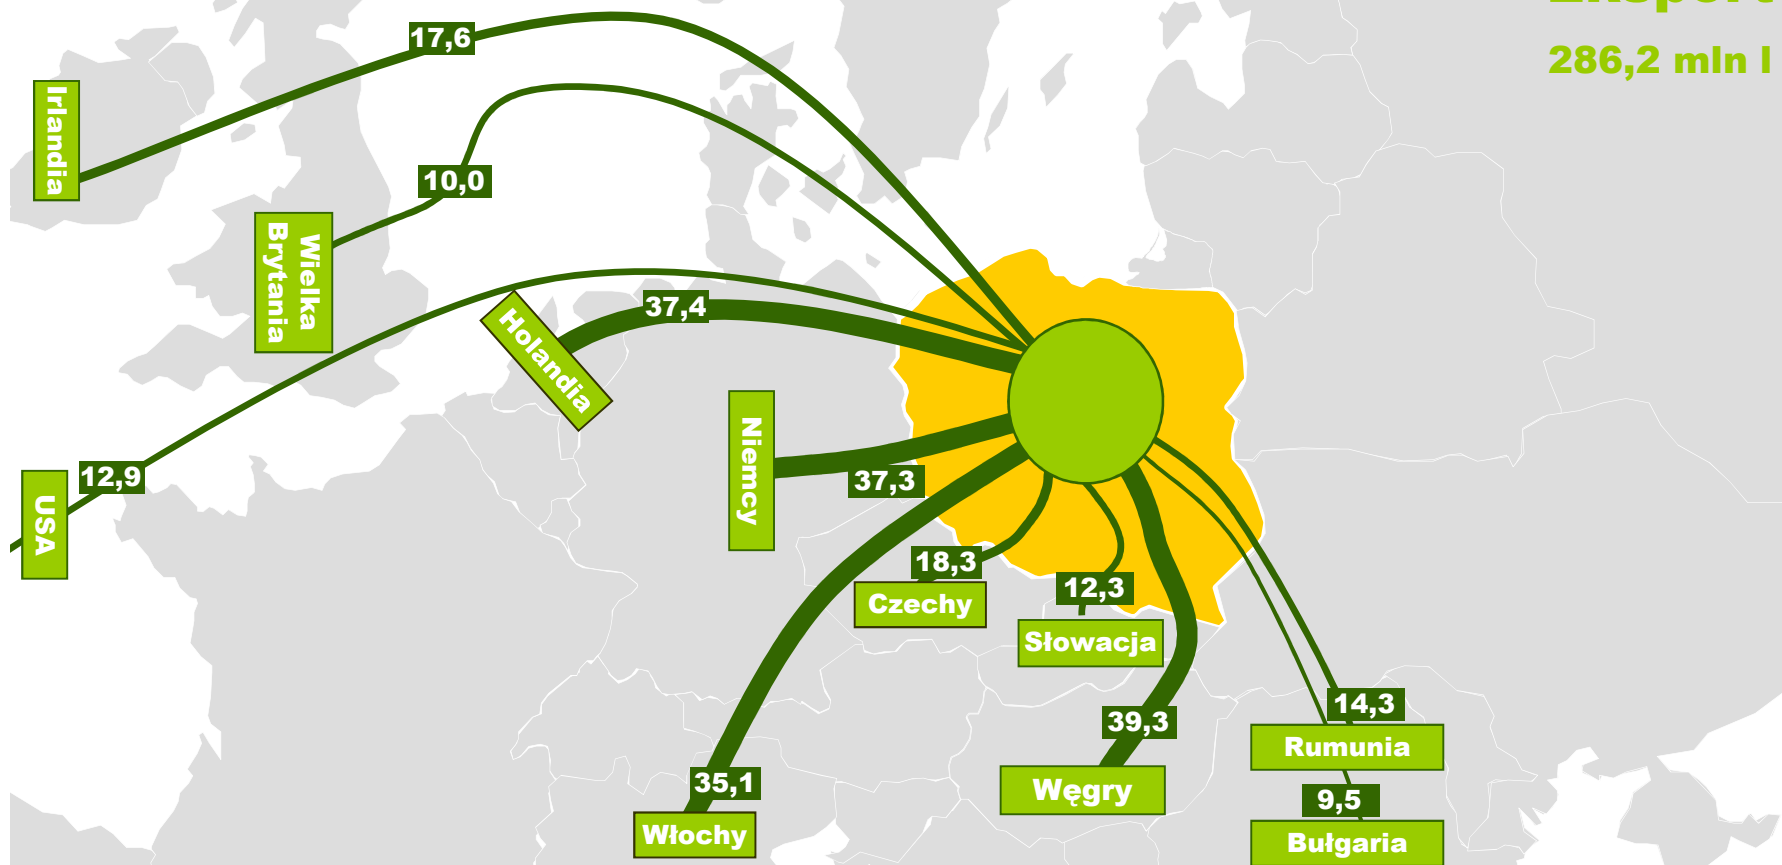 Eksport
286,2 mln l
17,6
Irlandia
10,0
Wielka
Brytania
37,4
Holandia
12,9
USA
Niemcy
37,3
18,3
Czechy
12,3
Słowacja
39,3
Węgry
35,1
Włochy
14,3
Rumunia
9,5
Bułgaria